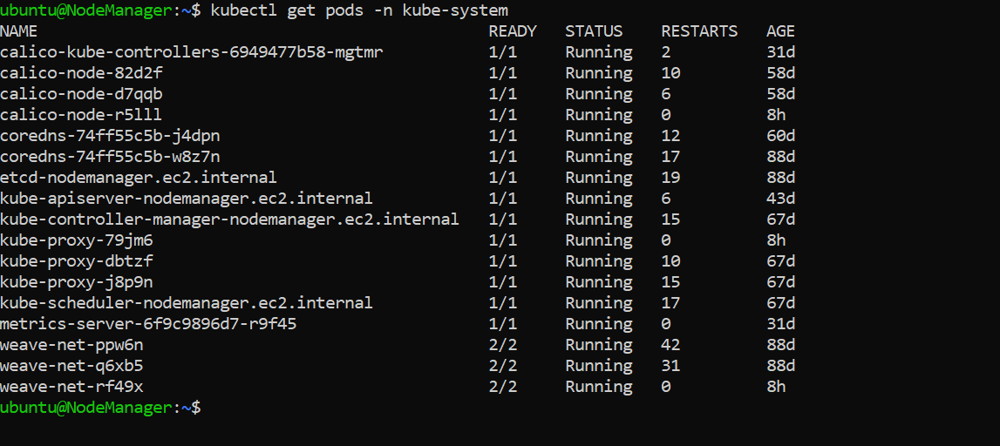 ubuntu@NodeManager:~$ kubectl get pods -n kube-system
NAME READY STATUS RESTARTS AGE
calico-kube-controllers-6949477b58-mgtmr 1/1 Running 2 31d
calico-node-82d2f 1/1 Running 10 58d
calico-node-d7qqb 1/1 Running 6 58d
calico-node-r5lll 1/1 Running 0 8h
coredns-74ff55c5b-j4dpn 1/1 Running 12 60d
coredns-74ff55c5b-w8z7n 1/1 Running 17 88d
etcd-nodemanager.ec2.internal 1/1 Running 19 88d
kube-apiserver-nodemanager.ec2.internal 1/1 Running 6 43d
kube-controller-manager-nodemanager.ec2.internal 1/1 Running 15 67d
kube-proxy-79jm6 1/1 Running 0 8h
kube-proxy-dbtzf 1/1 Running 10 67d
kube-proxy-j8p9n 1/1 Running 15 67d
kube-scheduler-nodemanager.ec2.internal 1/1 Running 17 67d
metrics-server-6f9c9896d7-r9f45 1/1 Running 0 31d
weave-net-ppw6n 2/2 Running 42 88d
weave-net-q6xb5 2/2 Running 31 88d
weave-net-rf49x 2/2 Running 0 8h
ubuntu@NodeManager:~$